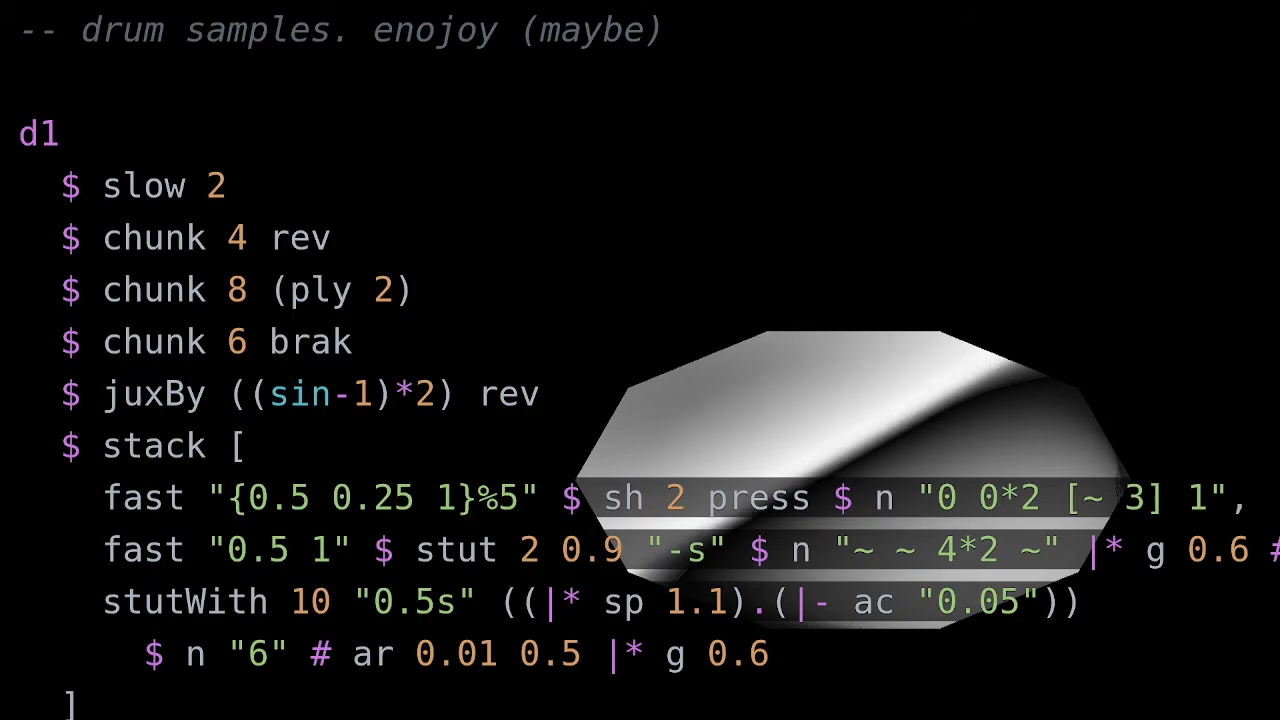 -- drum samples. enojoy (maybe)
d1
  $ slow 2
  $ chunk 4 rev
  $ chunk 8 (ply 2)
  $ chunk 6 brak
  $ juxBy ((sin-1)*2) rev
  $ stack [
    fast "{0.5 0.25 1}%5" $ sh 2 press $ n "0 0*2 [~ 3] 1",
    fast "0.5 1" $ stut 2 0.9 "-s" $ n "~ ~ 4*2 ~" |* g 0.6 #
    stutWith 10 "0.5s" ((|* sp 1.1).(|- ac "0.05"))
      $ n "6" # ar 0.01 0.5 |* g 0.6
  ]